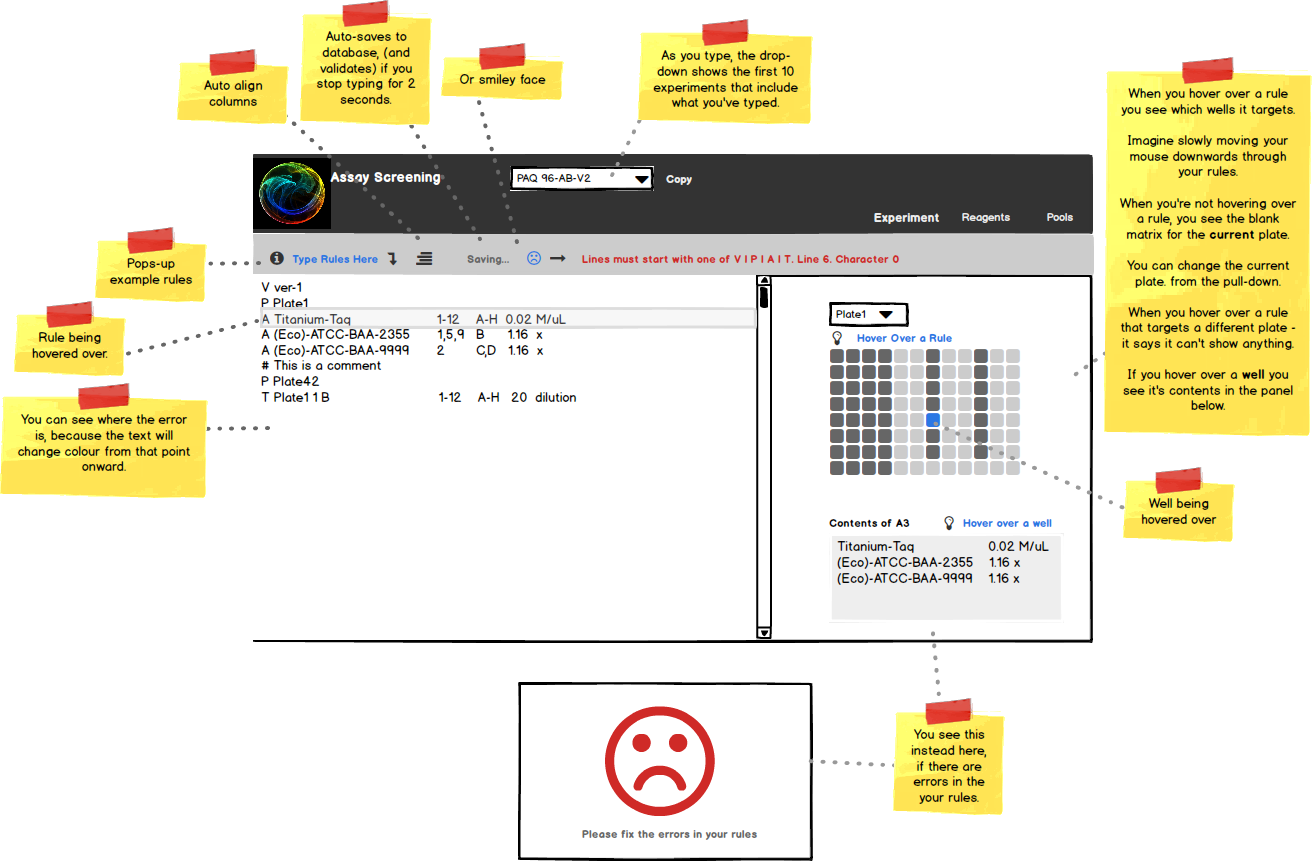 Auto align
columns
Auto-saves to
database, (and
validates) if you
stop typing for 2
seconds.
Or smiley face
As you type, the drop-
down shows the first 10
experiments that include
what you've typed.
When you hover over a rule
you see which wells it targets.
Imagine slowly moving your
mouse downwards through
your rules.
When you're not hovering over
a rule, you see the blank
matrix for the current plate.
You can change the current
plate. from the pull-down.
When you hover over a rule
that targets a different plate -
it says it can't show anything.
If you hover over a well you
see it's contents in the panel
below.
Assay Screening
PAQ 96-AB-V2
Copy
Experiment Reagents Pools
Pops-up
example rules
Type Rules Here
Saving...
Lines must start with one of V I P I A I T. Line 6. Character 0
V ver-1
P Plate1
A Titanium-Taq 1-12 A-H 0.02 M/uL
A (Eco)-ATCC-BAA-2355 1,5,9 B 1.16 x
A (Eco)-ATCC-BAA-9999 2 C,D 1.16 x
# This is a comment
P Plate42
T Plate1 1 B 1-12 A-H 20 dilution
Rule being
hovered over.
You can see where the error
is, because the text will
change colour from that point
onward.
Plate1
Hover Over a Rule
Well being
hovered over
Contents of A3 Hover over a well
Titanium-Taq 0.02 M/uL
(Eco)-ATCC-BAA-2355 1.16 x
(Eco)-ATCC-BAA-9999 1.16 x
You see this
instead here,
if there are
errors in the
your rules.
Please fix the errors in your rules